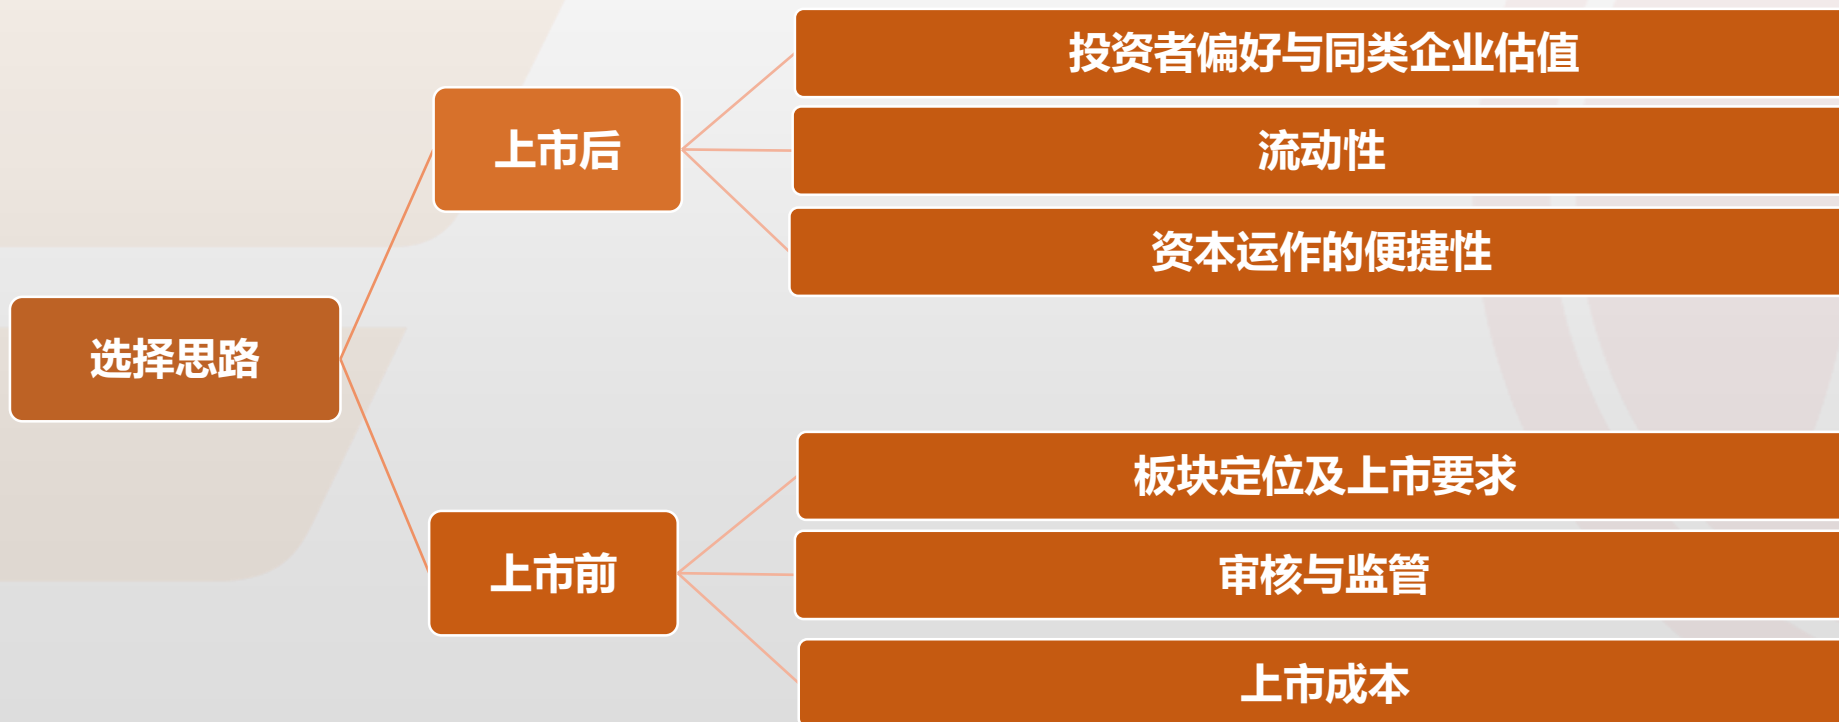 选择思路
上市后
投资者偏好与同类企业估值
流动性
资本运作的便捷性
上市前
板块定位及上市要求
审核与监管
上市成本